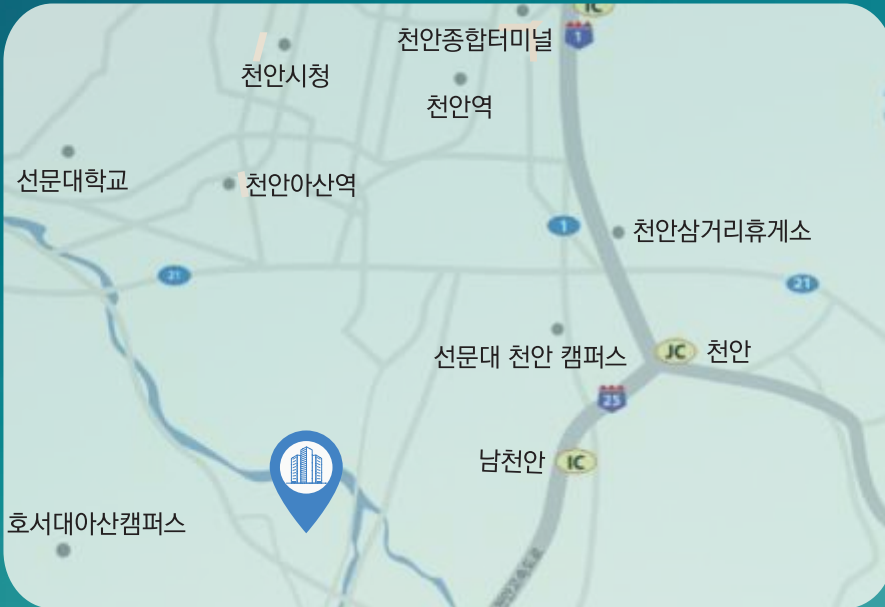 IC
천안종합터미널
1
천안시청
천안역
선문대학교
천안아산역
1
천안삼거리휴게소
21
21
선문대 천안 캠퍼스
JC
천안
25
남천안
IC
호서대아산캠퍼스